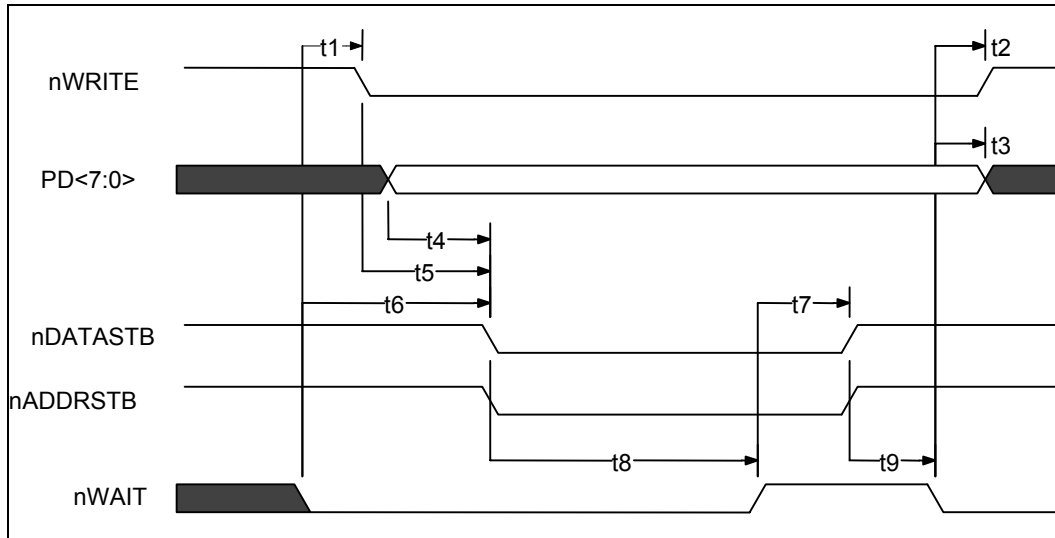 t1
t2
nWRITE
t3
PD<7:0>
t4
t5
t6
t7
nDATASTB
nADDRSTB
t8
t9
nWAIT